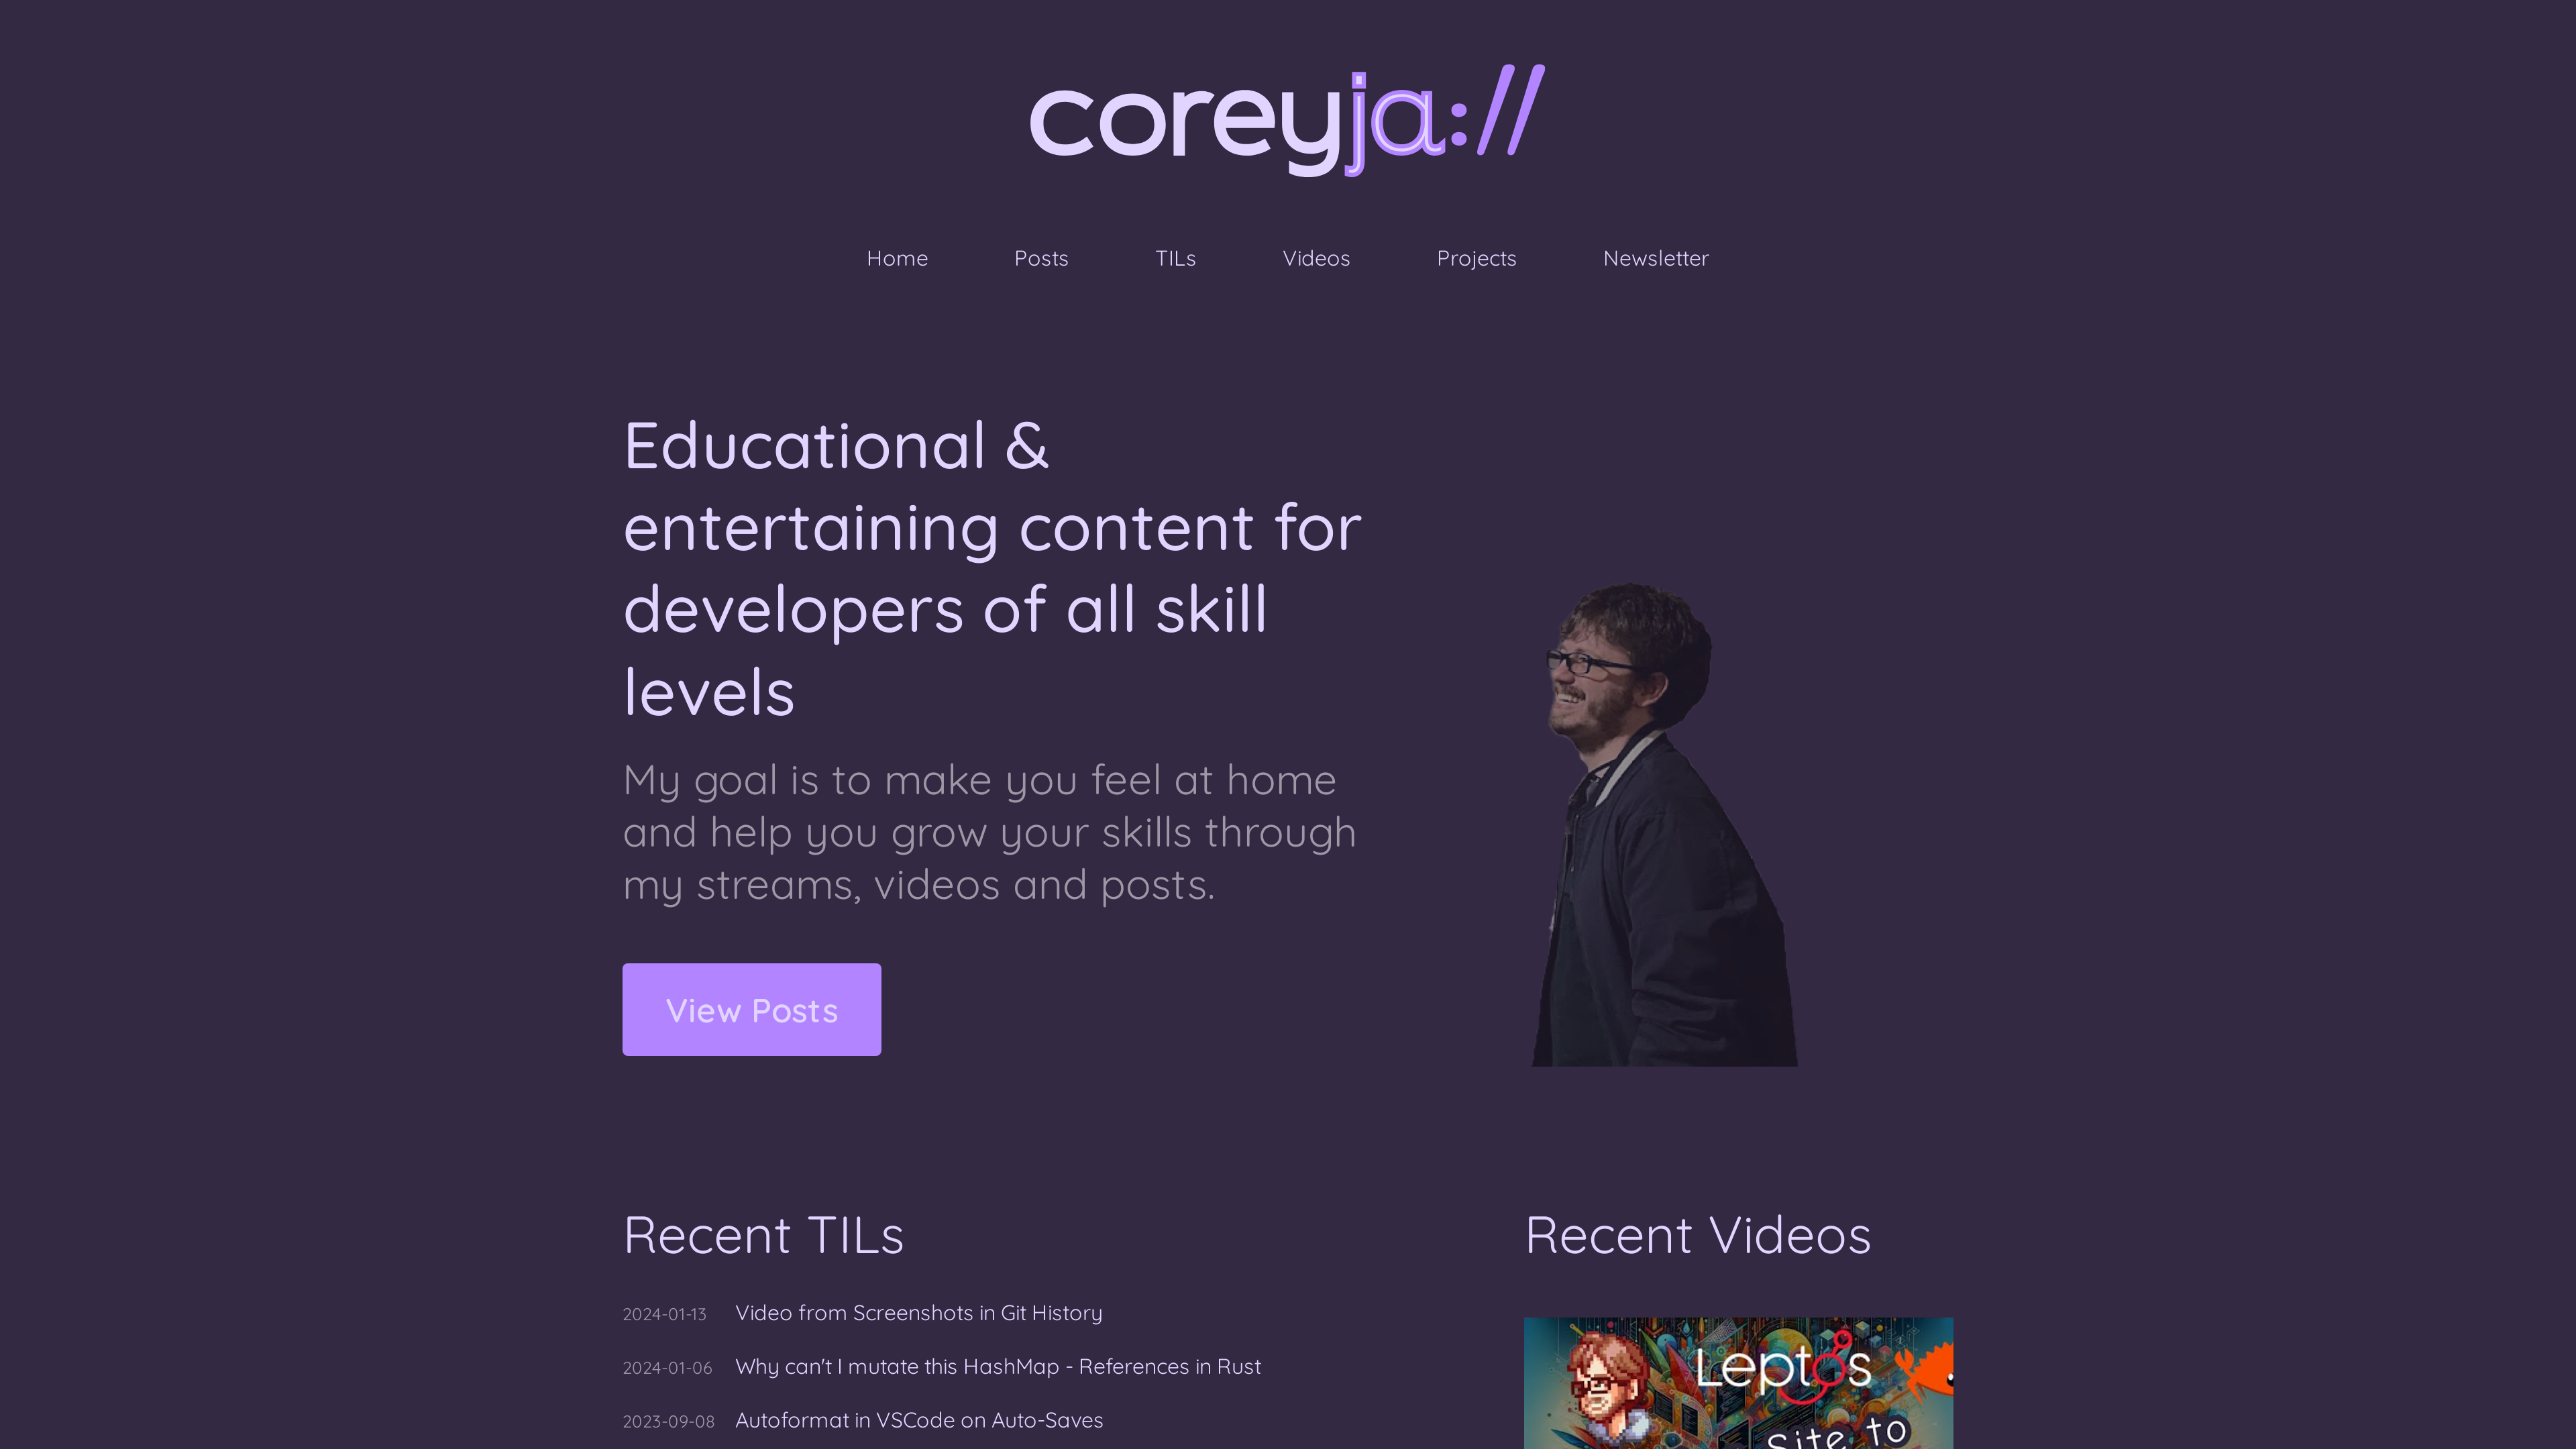 coreyja://
Home Posts TILs Videos Projects Newsletter
Educational &
entertaining content for
developers of all skill
levels
My goal is to make you feel at home
and help you grow your skills through
my streams, videos and posts.
View Posts
Recent TILs
2024-01-13 Video from Screenshots in Git History
2024-01-06 Why can't I mutate this HashMap - References in Rust
2023-09-08 Autoformat in VSCode on Auto-Saves
Recent Videos
Leptos
Site to